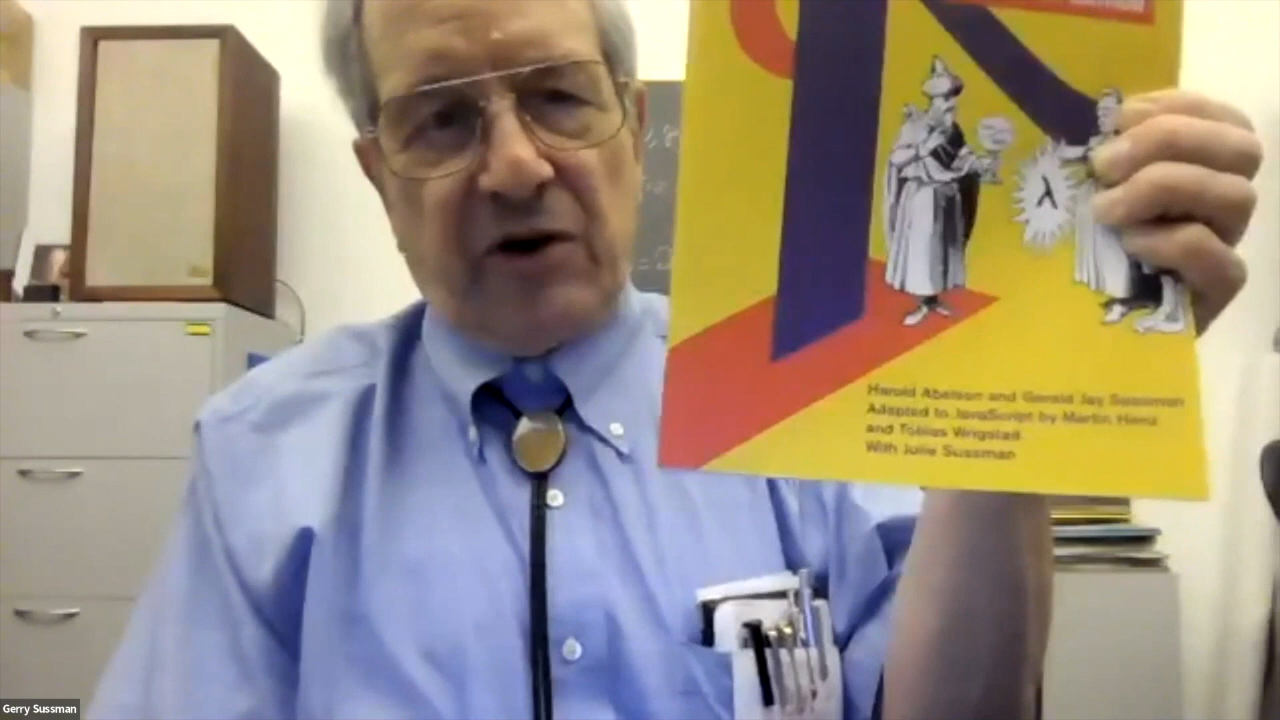 λ
Harold Abelson and Gerald Jay Sussman
Adapted to JavaScript by Martin Henz
and Tobias Wrigstad
With Julie Sussman
Gerry Sussman